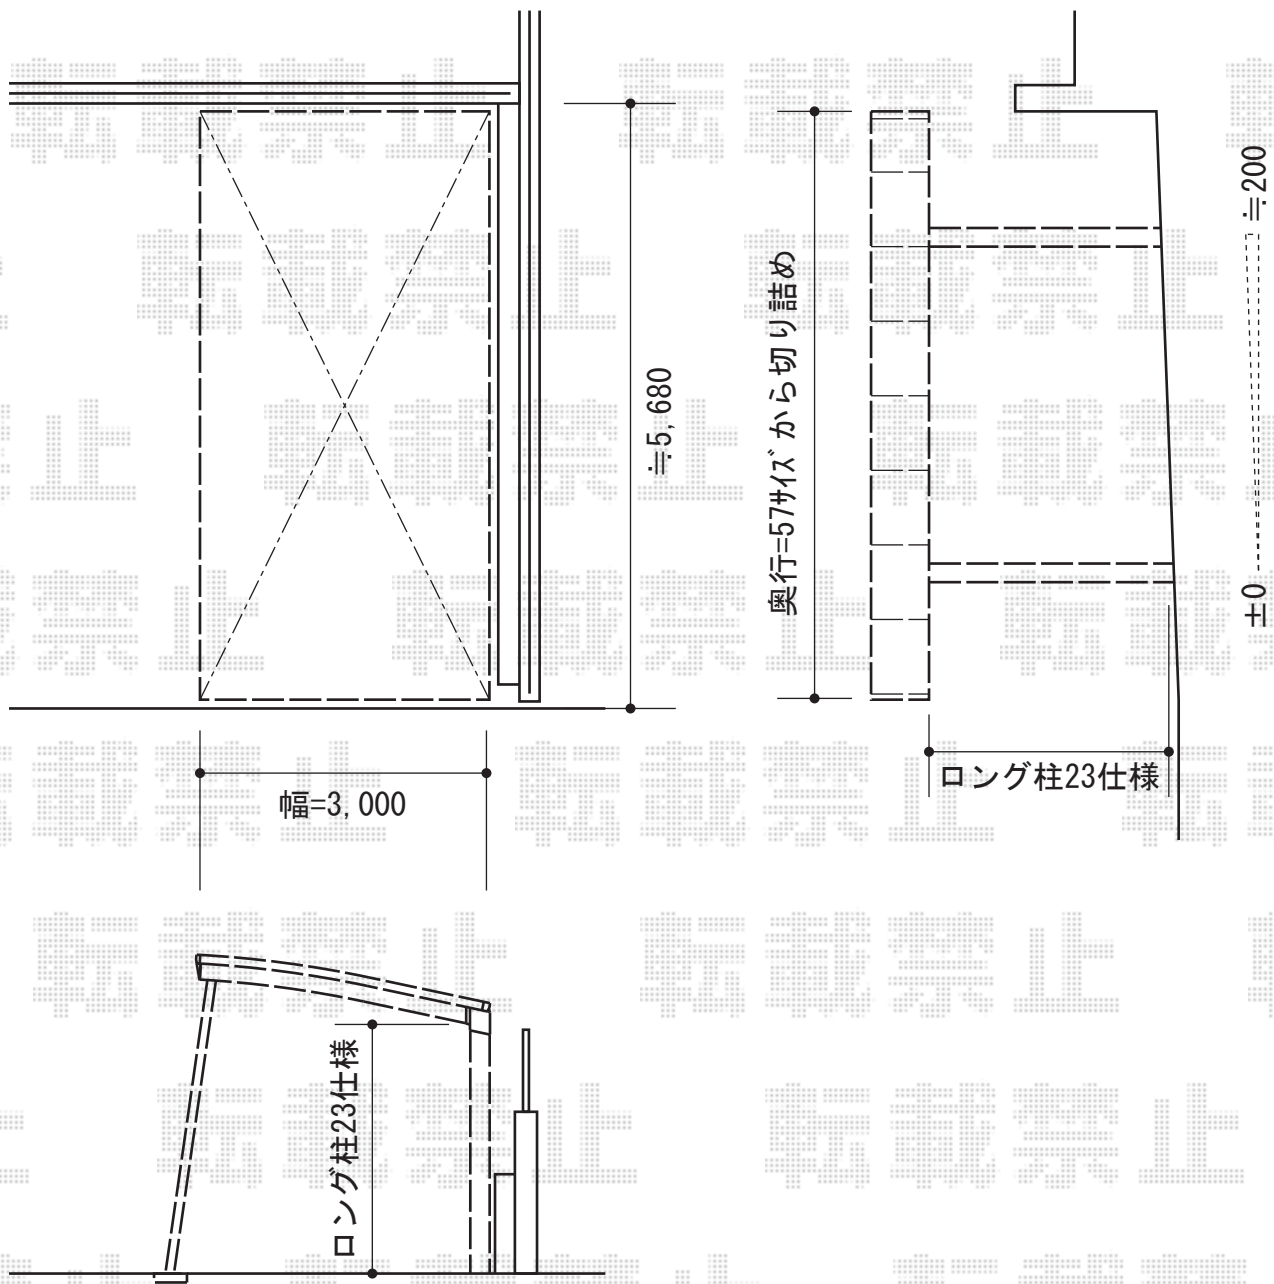 ≒5,680
奥行=57ｻｲｽﾞから切り詰め
≒200
±0
ロング柱23仕様
幅=3,000
ロング柱23仕様
転載禁止